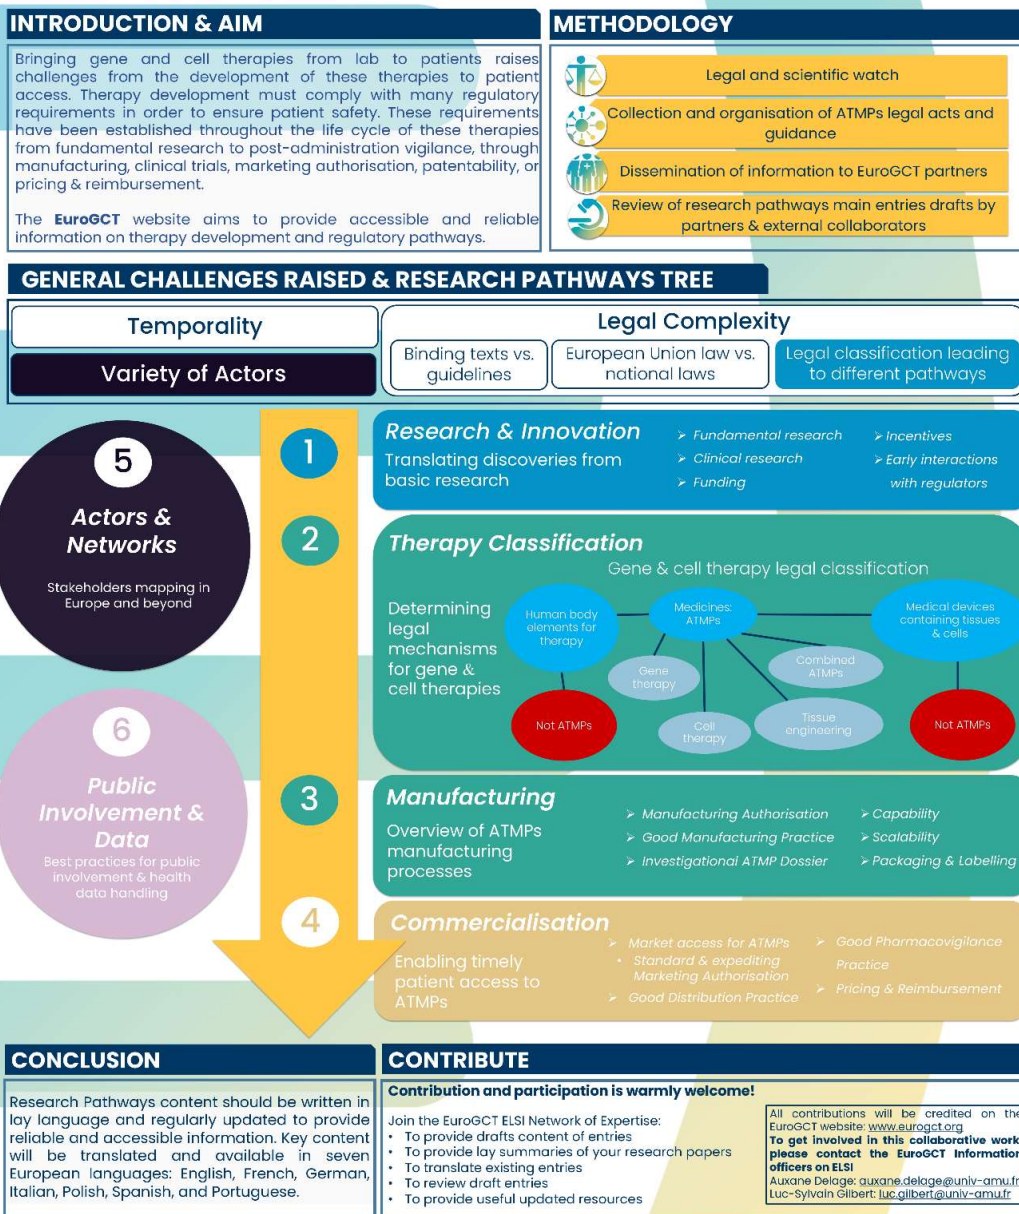 INTRODUCTION & AIM
Bringing gene and cell therapies from lab to patients raises
challenges from the development of these therapies to patient
access. Therapy development must comply with many regulatory
requirements in order to ensure patient safety. These requirements
have been established throughout the life cycle of these therapies
from fundamental research to post-administration vigilance, through
manufacturing, clinical trials, marketing authorisation, patentability, or
pricing & reimbursement.
The EuroGCT website aims to provide accessible and reliable
information on therapy development and regulatory pathways.
METHODOLOGY
Legal and scientific watch
Collection and organisation of ATMPs legal acts and
guidance
Dissemination of information to EuroGCT partners
Review of research pathways main entries drafts by
partners & external collaborators
GENERAL CHALLENGES RAISED & RESEARCH PATHWAYS TREE
Temporality
Variety of Actors
Legal Complexity
Binding texts vs.
guidelines
European Union law vs.
national laws
Legal classification leading
to different pathways
5
Actors &
Networks
Stakeholders mapping in
Europe and beyond
6
Public
Involvement &
Data
Best practices for public
involvement & health
data handling
1
Research & Innovation
Translating discoveries from
basic research
➢ Fundamental research
➢ Clinical research
➢ Funding
➢ Incentives
➢ Early interactions
with regulators
2
Therapy Classification
Gene & cell therapy legal classification
Determining
legal
mechanisms
for gene &
cell therapies
Human body
elements for
therapy
Medicines:
ATMPs
Medical devices
containing tissues
& cells
Gene
therapy
Combined
ATMPs
Not ATMPs
Cell
therapy
Tissue
engineering
Not ATMPs
3
Manufacturing
Overview of ATMPs
manufacturing
processes
➢ Manufacturing Authorisation
➢ Good Manufacturing Practice
➢ Investigational ATMP Dossier
➢ Capability
➢ Scalability
➢ Packaging & Labelling
4
Commercialisation
Enabling timely
patient access to
ATMPs
➢ Market access for ATMPs
• Standard & expediting
Marketing Authorisation
➢ Good Distribution Practice
➢ Good Pharmacovigilance
Practice
➢ Pricing & Reimbursement
CONCLUSION
Research Pathways content should be written in
lay language and regularly updated to provide
reliable and accessible information. Key content
will be translated and available in seven
European languages: English, French, German,
Italian, Polish, Spanish, and Portuguese.
CONTRIBUTE
Contribution and participation is warmly welcome!
Join the EuroGCT ELSI Network of Expertise:
• To provide drafts content of entries
• To provide lay summaries of your research papers
• To translate existing entries
• To review draft entries
• To provide useful updated resources
All contributions will be credited on the
EuroGCT website: www.eurogct.org
To get involved in this collaborative work
please contact the EuroGCT Information
officers on ELSI
Auxane Delage: auxane.delage@univ-amu.fr
Luc-Sylvain Gilbert: luc.gilbert@univ-amu.fr